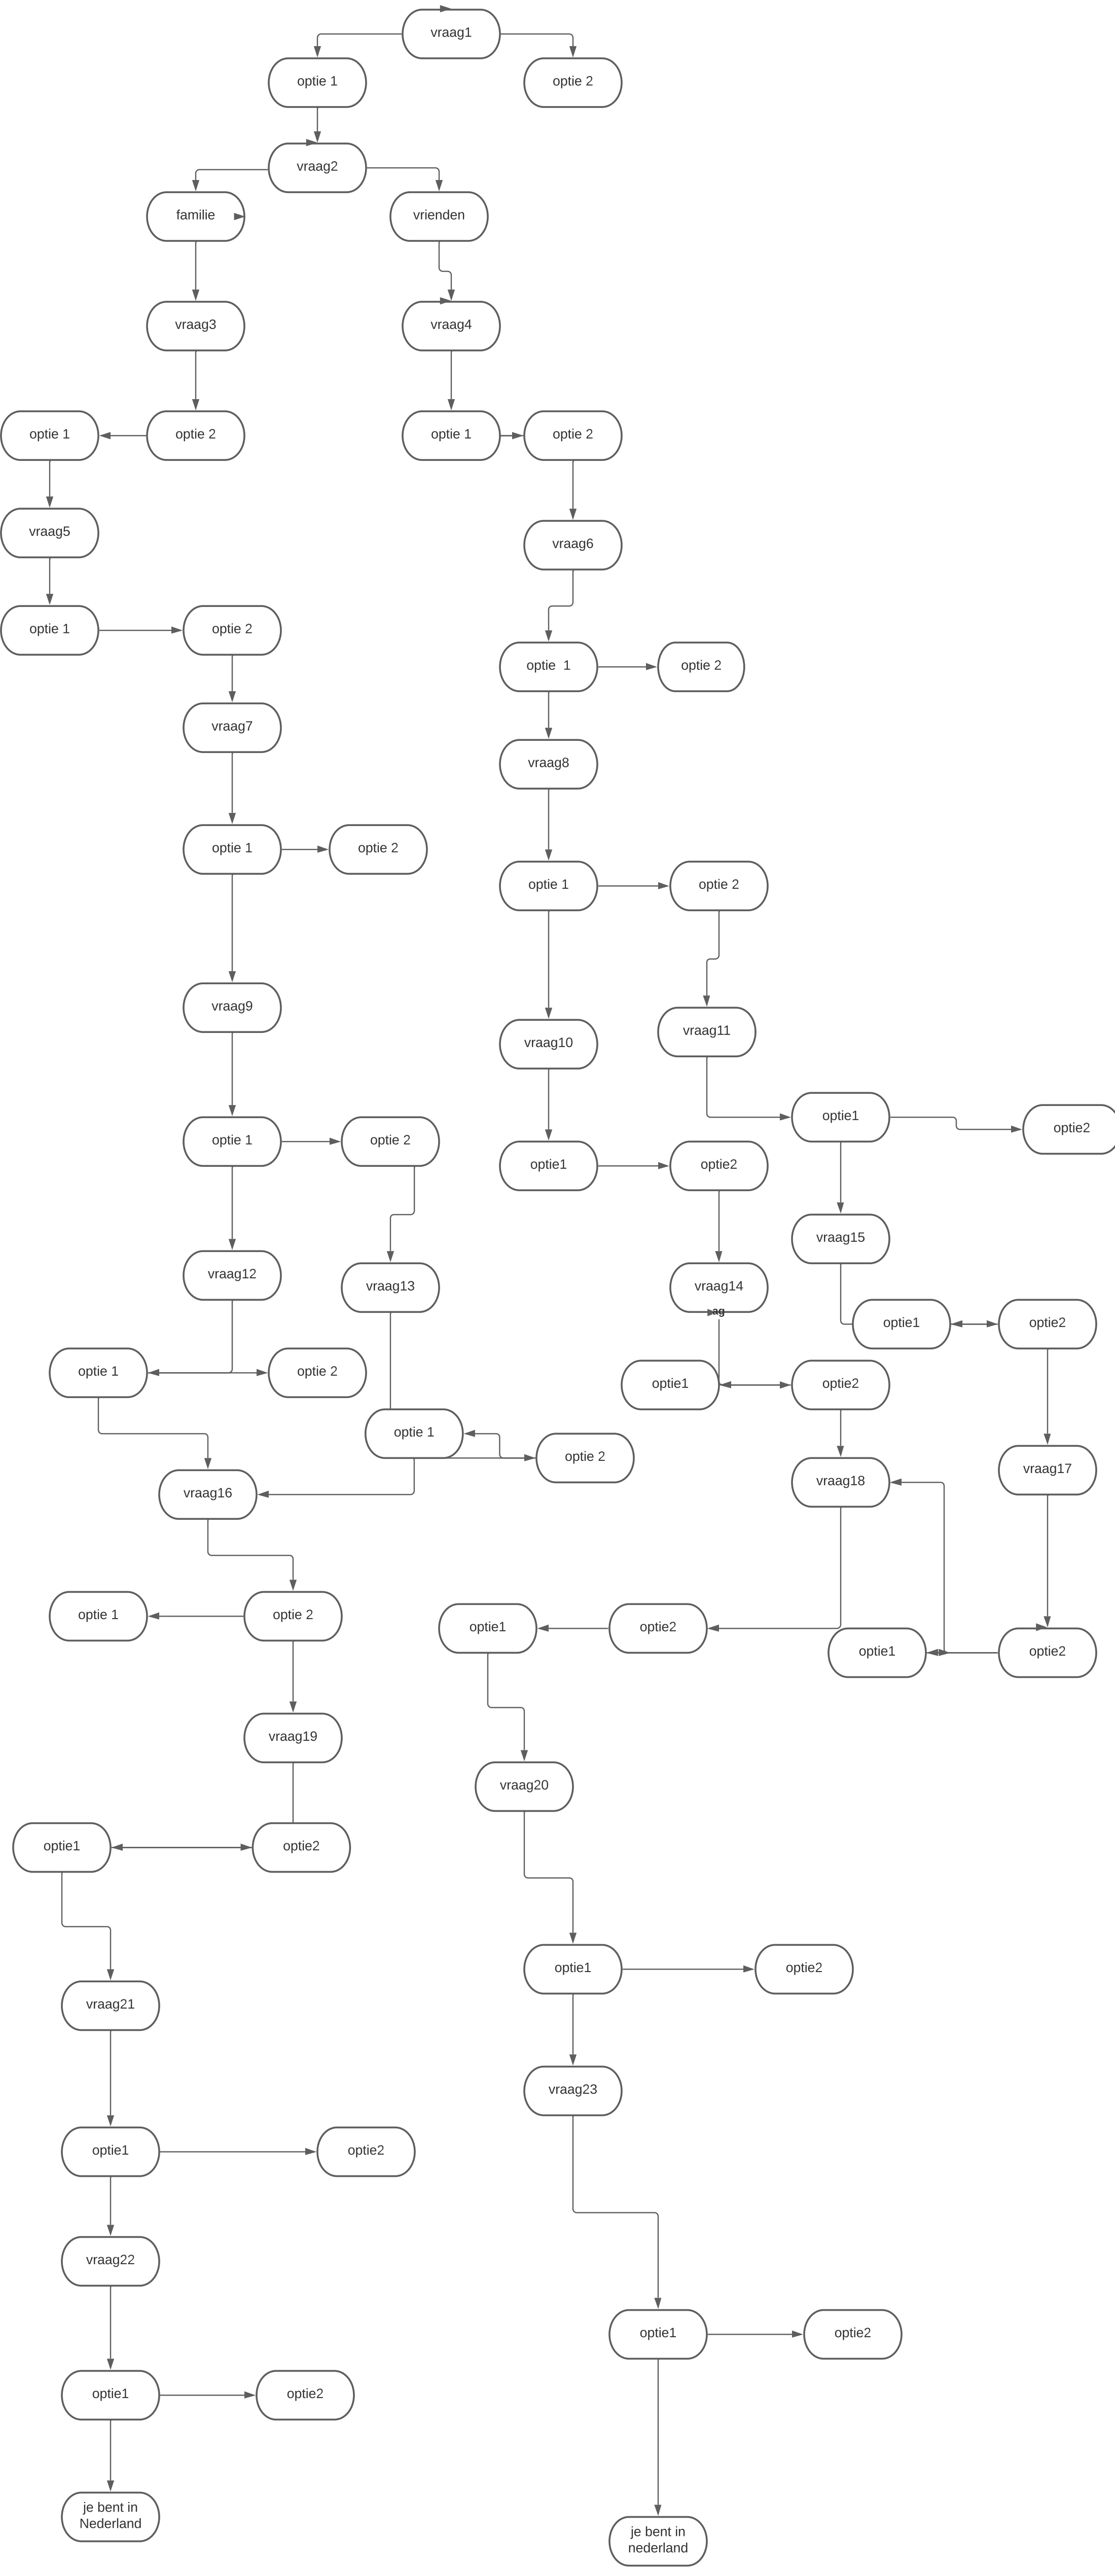 vraag1
optie 1
optie 2
vraag2
familie
vrienden
vraag3
vraag4
optie 1
optie 2
optie 1
optie 2
vraag5
vraag6
optie 1
optie 2
optie  1
optie 2
vraag7
vraag8
optie 1
optie 2
optie 1
optie 2
vraag9
vraag11
vraag10
optie1
optie2
optie 1
optie 2
optie1
optie2
vraag15
vraag12
vraag13
vraag14
ag
optie1
optie2
optie 1
optie 2
optie1
optie2
optie 1
optie 2
vraag18
vraag17
vraag16
optie 1
optie 2
optie1
optie2
optie1
optie2
vraag19
vraag20
optie1
optie2
optie1
optie2
vraag21
vraag23
optie1
optie2
vraag22
optie1
optie2
optie1
optie2
je bent in
Nederland
je bent in
nederland